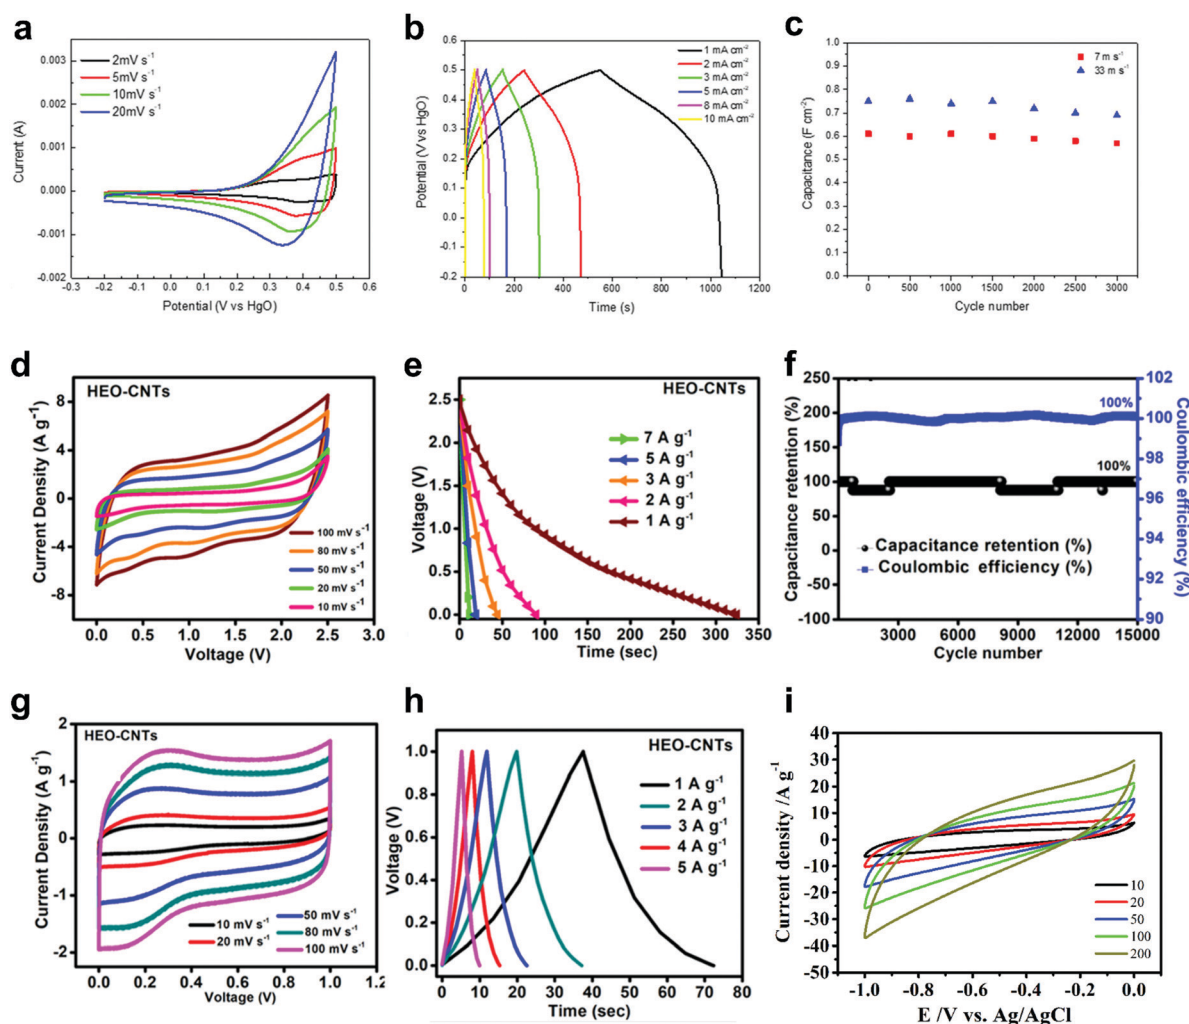 a
0.003
0.002
0.001
0.000
-0.001
-0.002
Current (A)
2mV s⁻¹
5mV s⁻¹
10mV s⁻¹
20mV s⁻¹
-0.3 -0.2 -0.1 0.0 0.1 0.2 0.3 0.4 0.5 0.6
Potential (V vs HgO)
b
0.6
0.5
0.4
0.3
0.2
0.1
0.0
-0.1
-0.2
Potential (V vs HgO)
1 mA cm⁻²
2 mA cm⁻²
3 mA cm⁻²
5 mA cm⁻²
8 mA cm⁻²
10 mA cm⁻²
0 200 400 600 800 1000 1200
Time (s)
c
1.0
0.9
0.8
0.7
0.6
0.5
0.4
0.3
0.2
0.1
0.0
Capacitance (F cm⁻²)
7 m s⁻¹
33 m s⁻¹
0 500 1000 1500 2000 2500 3000
Cycle number
d
HEO-CNTs
8
4
0
-4
-8
Current Density (A g⁻¹)
100 mV s⁻¹
80 mV s⁻¹
50 mV s⁻¹
20 mV s⁻¹
10 mV s⁻¹
0.0 0.5 1.0 1.5 2.0 2.5 3.0
Voltage (V)
e
HEO-CNTs
2.5
2.0
1.5
1.0
0.5
0.0
Voltage (V)
7 A g⁻¹
5 A g⁻¹
3 A g⁻¹
2 A g⁻¹
1 A g⁻¹
0 50 100 150 200 250 300 350
Time (sec)
f
250
200
150
100
50
0
-50
-100
Capacitance retention (%)
100%
100%
Capacitance retention (%)
Coulombic efficiency (%)
102
100
98
96
94
92
90
Coulombic efficiency (%)
3000 6000 9000 12000 15000
Cycle number
g
HEO-CNTs
2
1
0
-1
-2
Current Density (A g⁻¹)
10 mV s⁻¹
20 mV s⁻¹
50 mV s⁻¹
80 mV s⁻¹
100 mV s⁻¹
0.0 0.2 0.4 0.6 0.8 1.0 1.2
Voltage (V)
h
HEO-CNTs
1.0
0.8
0.6
0.4
0.2
0.0
Voltage (V)
1 A g⁻¹
2 A g⁻¹
3 A g⁻¹
4 A g⁻¹
5 A g⁻¹
0 10 20 30 40 50 60 70 80
Time (sec)
i
40
30
20
10
0
-10
-20
-30
-40
-50
Current density /A g⁻¹
10
20
50
100
200
-1.0 -0.8 -0.6 -0.4 -0.2 0.0
E /V vs. Ag/AgCl